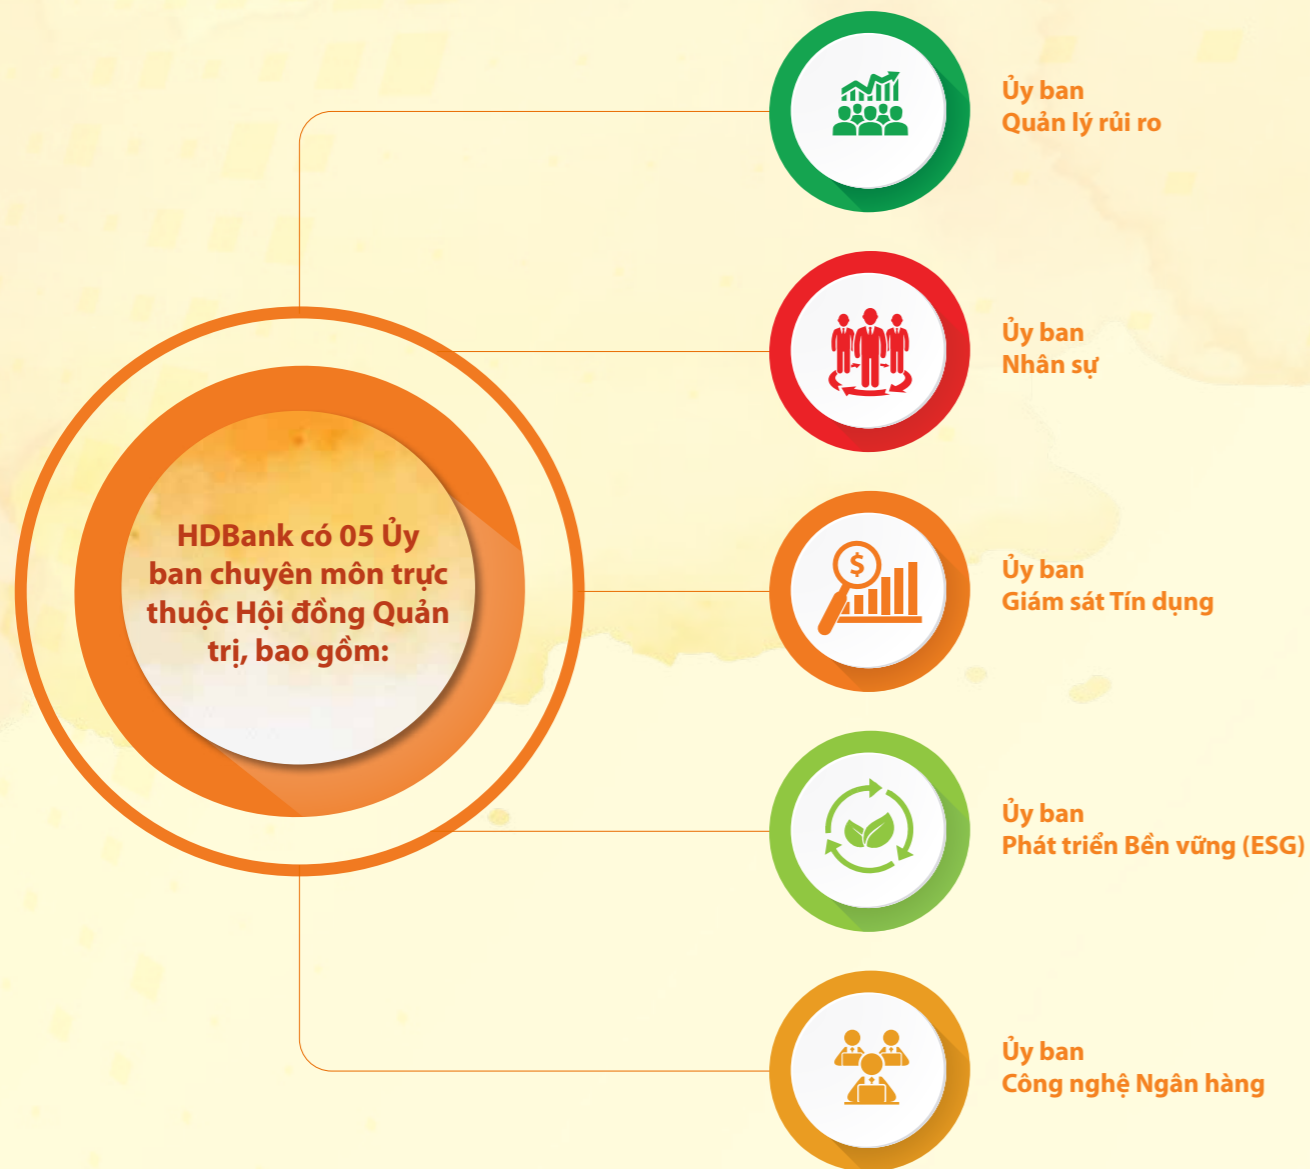 HDBank có 05 Ủy
ban chuyên môn trực
thuộc Hội đồng Quản
trị, bao gồm:
Ủy ban
Quản lý rủi ro
Ủy ban
Nhân sự
$
Ủy ban
Giám sát Tín dụng
Ủy ban
Phát triển Bền vững (ESG)
Ủy ban
Công nghệ Ngân hàng